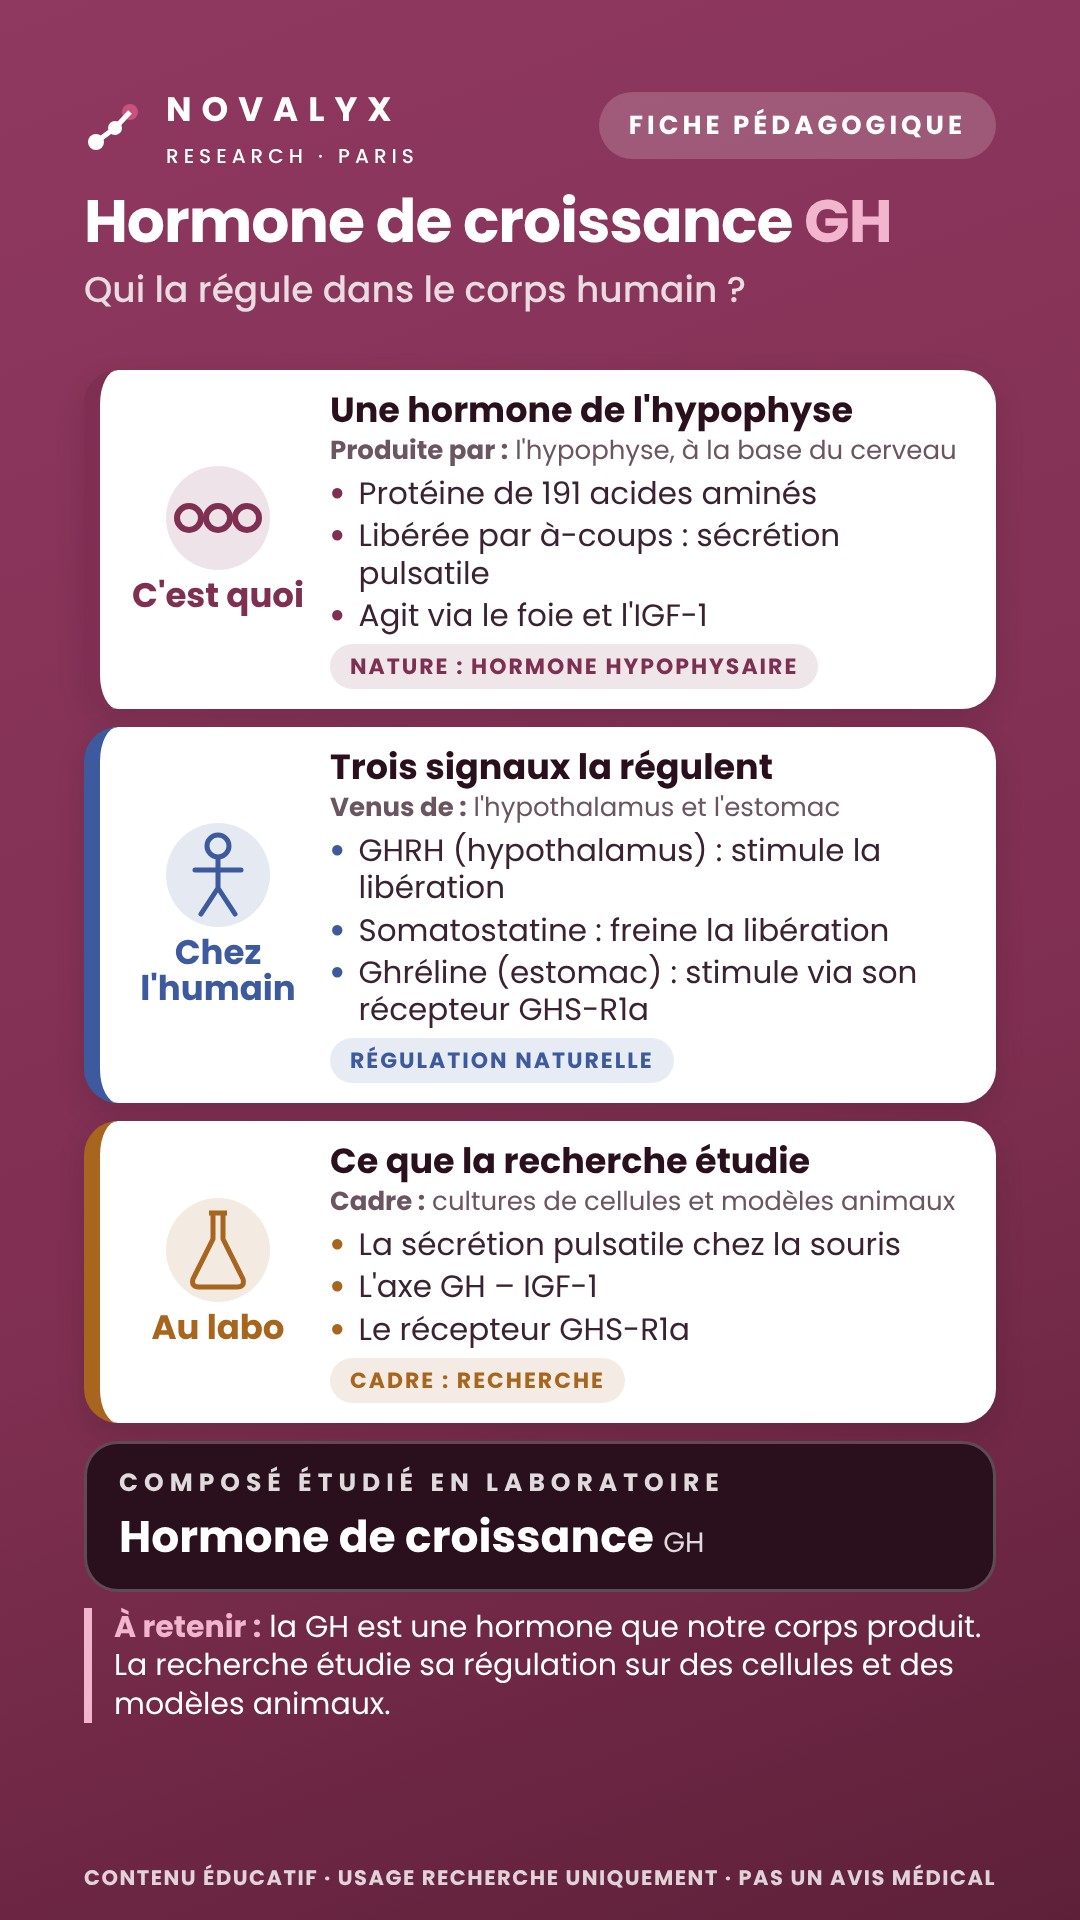 NOVALYX
RESEARCH · PARIS
FICHE PÉDAGOGIQUE
Hormone de croissance GH
Qui la régule dans le corps humain ?
C'est quoi
Une hormone de l'hypophyse
Produite par : l'hypophyse, à la base du cerveau
• Protéine de 191 acides aminés
• Libérée par à-coups : sécrétion
pulsatile
• Agit via le foie et l'IGF-1
NATURE : HORMONE HYPOPHYSAIRE
Chez
l'humain
Trois signaux la régulent
Venus de : l'hypothalamus et l'estomac
• GHRH (hypothalamus) : stimule la
libération
• Somatostatine : freine la libération
• Ghréline (estomac) : stimule via son
récepteur GHS-R1a
RÉGULATION NATURELLE
Au labo
Ce que la recherche étudie
Cadre : cultures de cellules et modèles animaux
• La sécrétion pulsatile chez la souris
• L'axe GH – IGF-1
• Le récepteur GHS-R1a
CADRE : RECHERCHE
COMPOSÉ ÉTUDIÉ EN LABORATOIRE
Hormone de croissance GH
À retenir : la GH est une hormone que notre corps produit.
La recherche étudie sa régulation sur des cellules et des
modèles animaux.
CONTENU ÉDUCATIF · USAGE RECHERCHE UNIQUEMENT · PAS UN AVIS MÉDICAL